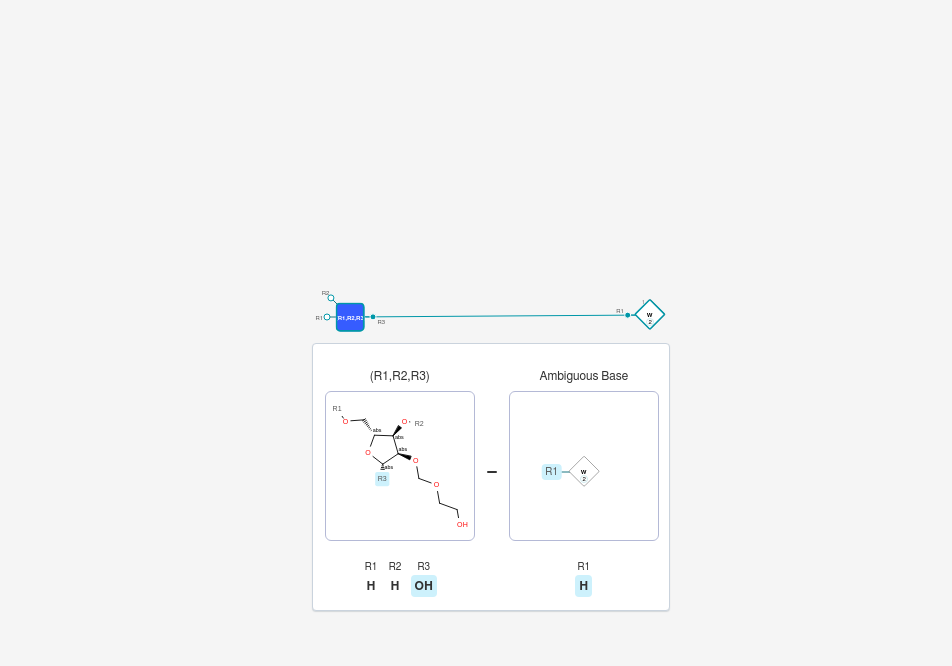 R2
R1
R1,R2,R3
R3
R1
1
W
2
(R1,R2,R3)
Ambiguous Base
R1
O
O
R2
abs
abs
abs
O
abs
O
R3
O
OH
R1
W
2
R1 R2 R3
H H OH
R1
H